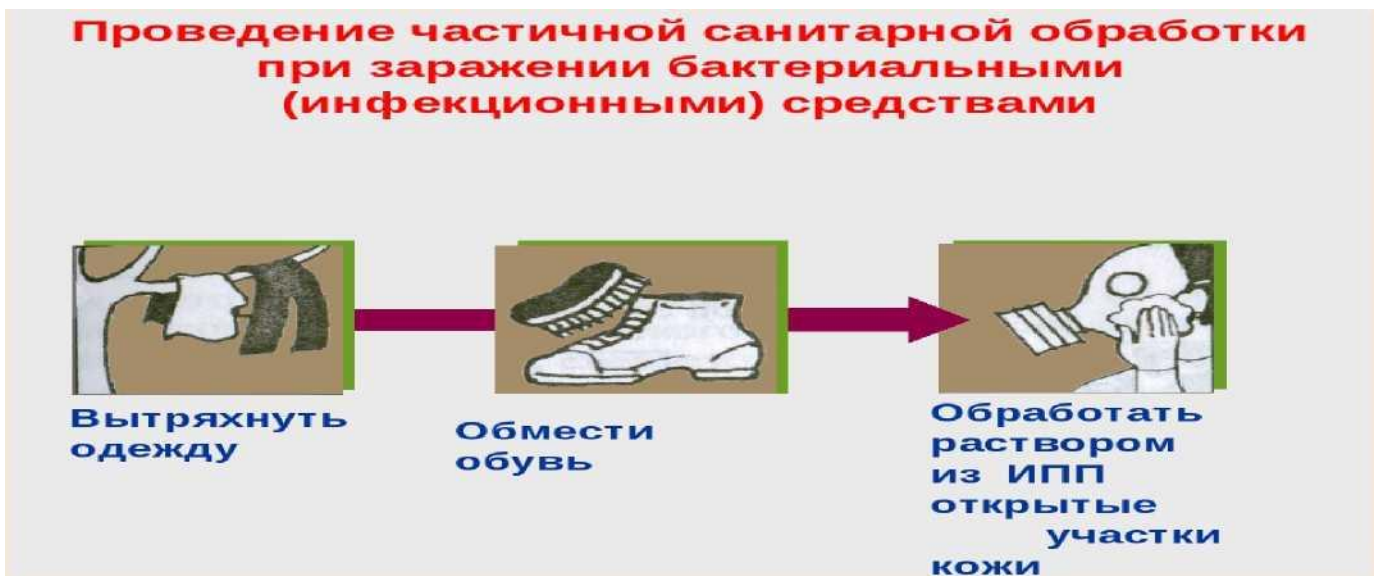 Проведение частичной санитарной обработки
при заражении бактериальными
(инфекционными) средствами
Вытряхнуть
одежду
Обмести
обувь
Обработать
раствором
из ИПП
открытые
участки
кожи